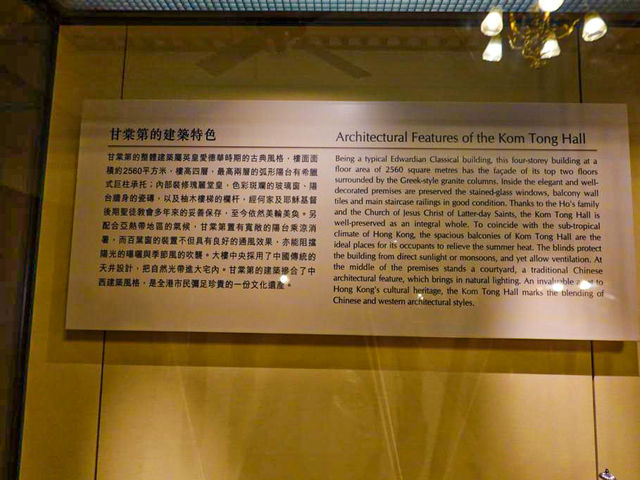 甘棠第的建築特色
甘棠第的整體建築屬英皇愛德華時期的古典風格，樓面面
積約2560平方米，樓高四層，最高兩層的弧形陽台有希臘
式巨柱承托；內部裝修瑰麗堂皇，色彩斑斕的玻璃窗、陽
台牆身的瓷磚，以及柚木樓梯的欄杆，經何家及耶穌基督
後期聖徒教會多年來的妥善保存，至今依然美輪美奐。另
配合亞熱帶地區的氣候，甘棠第置有寬敞的陽台乘涼消
暑，而百葉窗的裝置不但具有良好的通風效果，亦能阻擋
陽光的曝曬與季節風的吹襲。大樓中央採用了中國傳統的
天井設計，把自然光帶進大宅內。甘棠第的建築糅合了中
西建築風格，是全港市民彌足珍貴的一份文化遺產。
Architectural Features of the Kom Tong Hall
Being a typical Edwardian Classical building, this four-storey building at a
floor area of 2560 square metres has the façade of its top two floors
surrounded by the Greek-style granite columns. Inside the elegant and well-
decorated premises are preserved the stained-glass windows, balcony wall
tiles and main staircase railings in good condition. Thanks to the Ho's family
and the Church of Jesus Christ of Latter-day Saints, the Kom Tong Hall is
well-preserved as an integral whole. To coincide with the sub-tropical
climate of Hong Kong, the spacious balconies of Kom Tong Hall are the
ideal places for its occupants to relieve the summer heat. The blinds protect
the building from direct sunlight or monsoons, and yet allow ventilation. At
the middle of the premises stands a courtyard, a traditional Chinese
architectural feature, which brings in natural lighting. An invaluable asset to
Hong Kong's cultural heritage, the Kom Tong Hall marks the blending of
Chinese and western architectural styles.